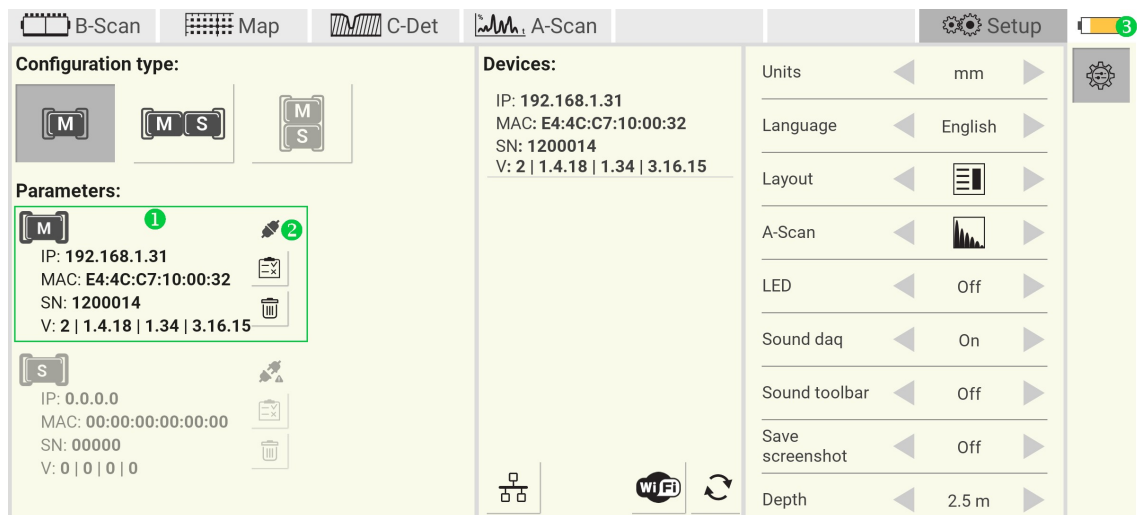 B-Scan
Map
C-Det
A-Scan
Setup
3
Configuration type:
M
M S
M
S
Parameters:
1
M
2
IP: 192.168.1.31
MAC: E4:4C:C7:10:00:32
SN: 1200014
V: 2 | 1.4.18 | 1.34 | 3.16.15
S
IP: 0.0.0.0
MAC: 00:00:00:00:00:00
SN: 00000
V: 0 | 0 | 0 | 0
Devices:
IP: 192.168.1.31
MAC: E4:4C:C7:10:00:32
SN: 1200014
V: 2 | 1.4.18 | 1.34 | 3.16.15
WiFi
Units mm
Language English
Layout
A-Scan
LED Off
Sound daq On
Sound toolbar Off
Save
screenshot Off
Depth 2.5 m